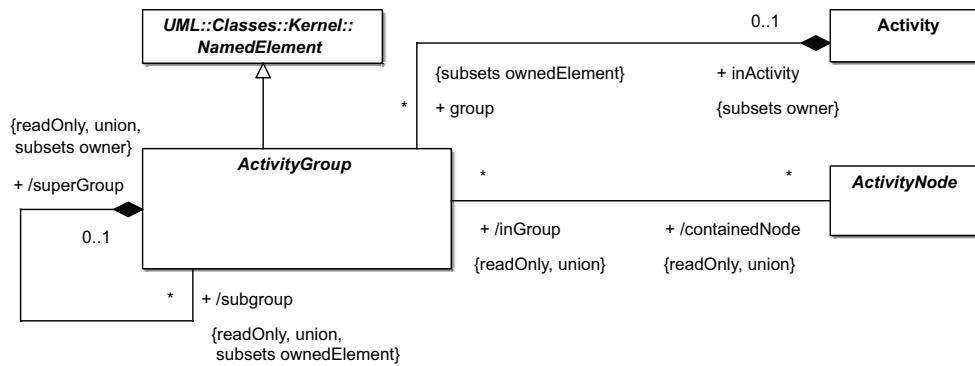 UML::Classes::Kernel::
NamedElement
0..1
Activity
{subsets ownedElement}
+ inActivity
*
+ group
{subsets owner}
{readOnly, union,
subsets owner}
+ /superGroup
0..1
ActivityGroup
*
*
ActivityNode
+ /inGroup
+ /containedNode
{readOnly, union}
{readOnly, union}
*
+ /subgroup
{readOnly, union,
subsets ownedElement}